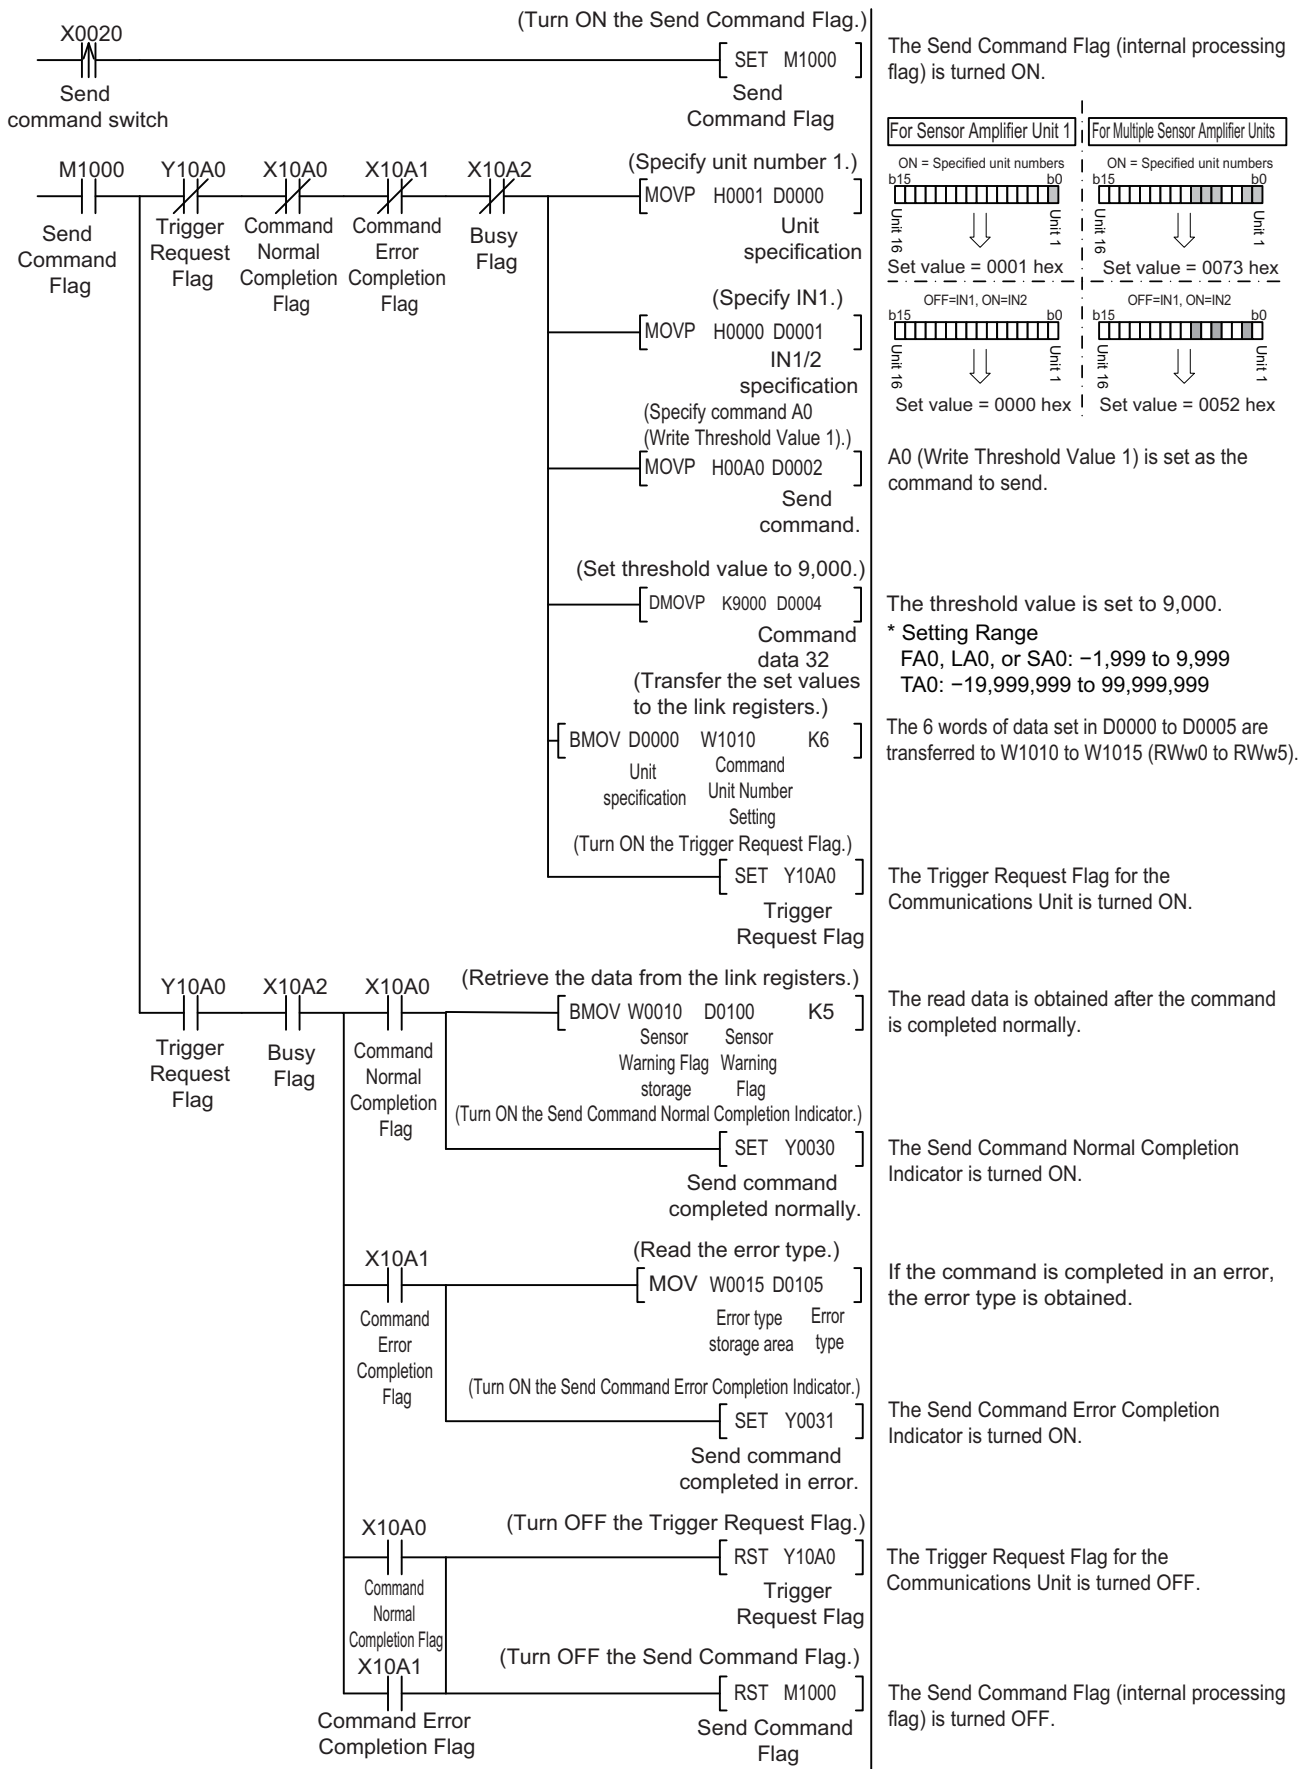 (Turn ON the Send Command Flag.)
X0020
SET M1000
Send
command switch
Send
Command Flag
The Send Command Flag (internal processing
flag) is turned ON.
For Sensor Amplifier Unit 1
For Multiple Sensor Amplifier Units
ON = Specified unit numbers
ON = Specified unit numbers
b15 b0
b15 b0
Unit 16 Unit 1
Unit 16 Unit 1
Set value = 0001 hex
Set value = 0073 hex
OFF=IN1, ON=IN2
OFF=IN1, ON=IN2
b15 b0
b15 b0
Unit 16 Unit 1
Unit 16 Unit 1
Set value = 0000 hex
Set value = 0052 hex
M1000 Y10A0 X10A0 X10A1 X10A2
Send
Command
Flag
Trigger
Request
Flag
Command
Normal
Completion
Flag
Command
Error
Completion
Flag
Busy
Flag
(Specify unit number 1.)
MOVP H0001 D0000
Unit
specification
(Specify IN1.)
MOVP H0000 D0001
IN1/2
specification
(Specify command A0
(Write Threshold Value 1).)
MOVP H00A0 D0002
Send
command.
A0 (Write Threshold Value 1) is set as the
command to send.
(Set threshold value to 9,000.)
DMOVP K9000 D0004
Command
data 32
The threshold value is set to 9,000.
* Setting Range
FA0, LA0, or SA0: −1,999 to 9,999
TA0: −19,999,999 to 99,999,999
(Transfer the set values
to the link registers.)
BMOV D0000 W1010 K6
Unit
specification
Command
Unit Number
Setting
The 6 words of data set in D0000 to D0005 are
transferred to W1010 to W1015 (RWw0 to RWw5).
(Turn ON the Trigger Request Flag.)
SET Y10A0
Trigger
Request Flag
The Trigger Request Flag for the
Communications Unit is turned ON.
Y10A0 X10A2 X10A0
Trigger
Request
Flag
Busy
Flag
Command
Normal
Completion
Flag
(Retrieve the data from the link registers.)
BMOV W0010 D0100 K5
Sensor
Warning Flag
storage
Sensor
Warning
Flag
The read data is obtained after the command
is completed normally.
(Turn ON the Send Command Normal Completion Indicator.)
SET Y0030
Send command
completed normally.
The Send Command Normal Completion
Indicator is turned ON.
X10A1
Command
Error
Completion
Flag
(Read the error type.)
MOV W0015 D0105
Error type
storage area
Error
type
If the command is completed in an error,
the error type is obtained.
(Turn ON the Send Command Error Completion Indicator.)
SET Y0031
Send command
completed in error.
The Send Command Error Completion
Indicator is turned ON.
X10A0
Command
Normal
Completion Flag
(Turn OFF the Trigger Request Flag.)
RST Y10A0
Trigger
Request Flag
The Trigger Request Flag for the
Communications Unit is turned OFF.
X10A1
Command Error
Completion Flag
(Turn OFF the Send Command Flag.)
RST M1000
Send Command
Flag
The Send Command Flag (internal processing
flag) is turned OFF.